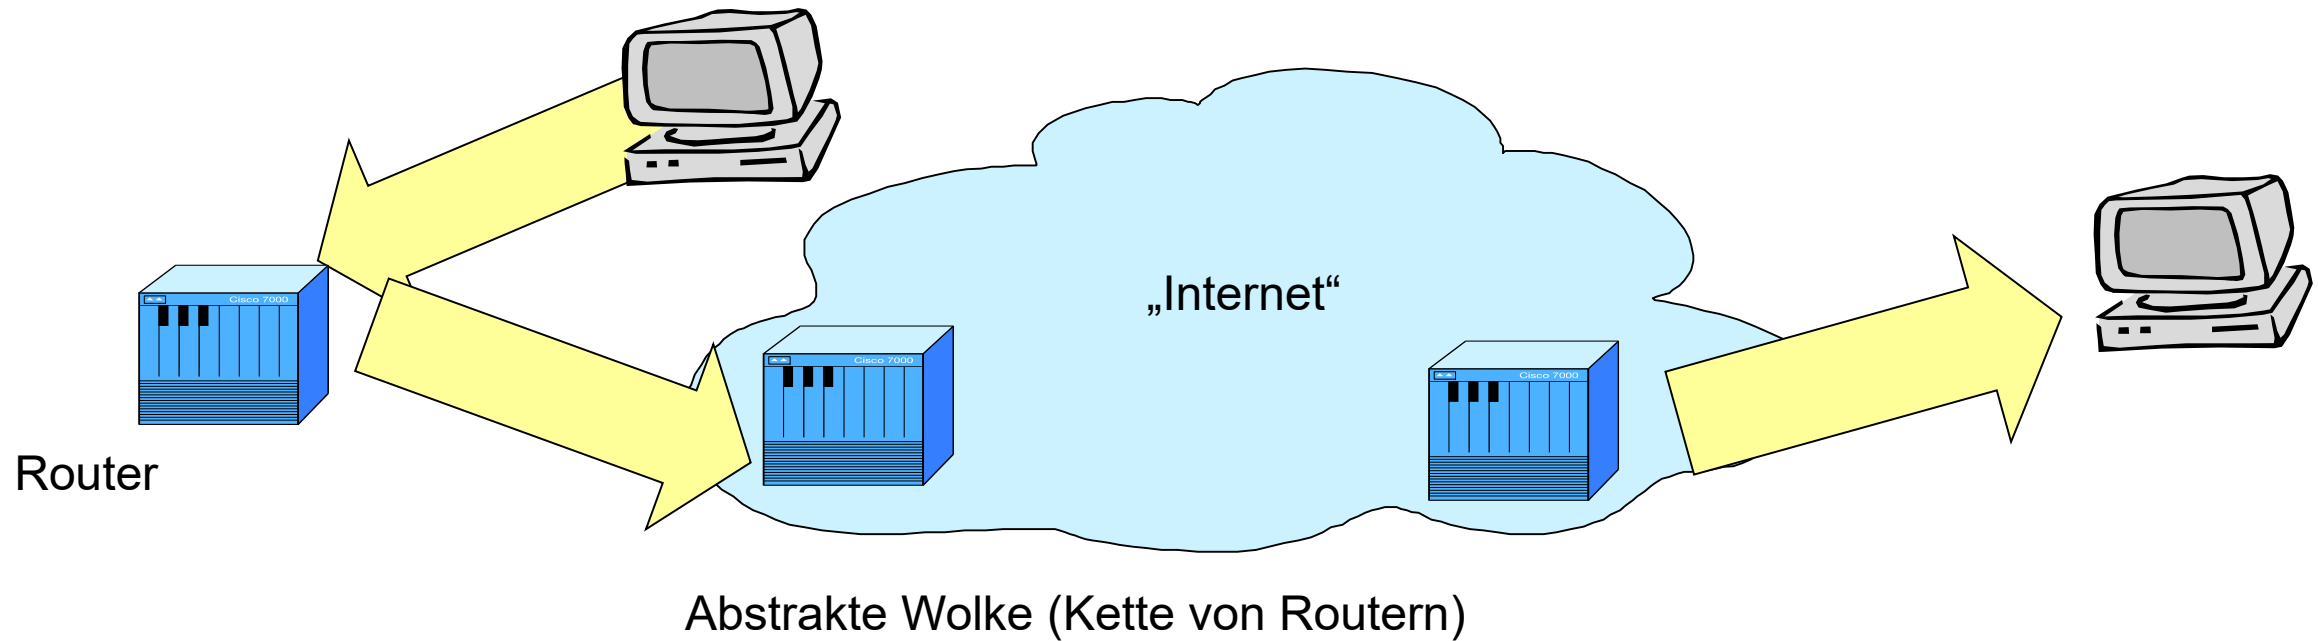 „Internet“
Cisco 7000
Cisco 7000
Cisco 7000
Router
Abstrakte Wolke (Kette von Routern)